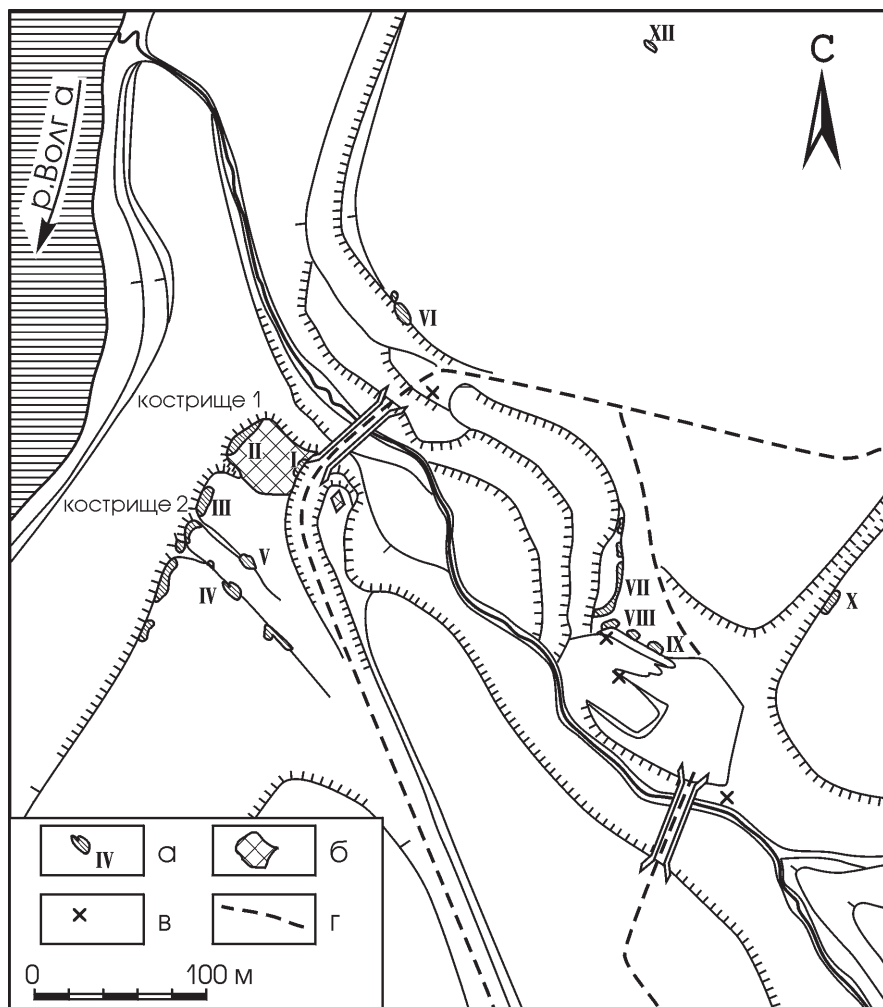 XII
С
р.Волга
VI
кострище 1
II
I
кострище 2
III
V
IV
VII
VIII
IX
X
IV
а
б
в
г
0
100 м